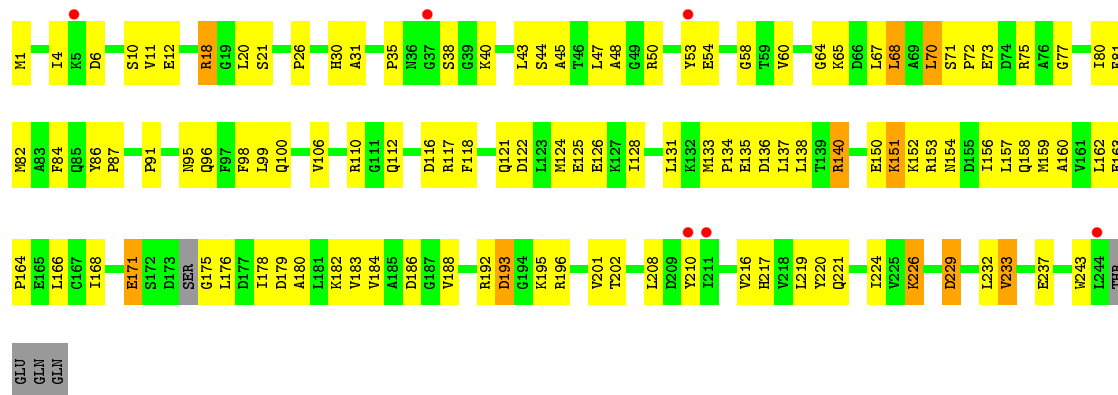 M1 I4 K5 D6 S10 V11 E12 R18 G19 L20 S21 P26 H30 A31 P35 N36 G37 S38 G39 K40 L43 S44 A45 T46 L47 A48 G49 R50 Y53 E54 G58 T59 V60 G64 K65 D66 L67 L68 A69 L70 S71 P72 E73 D74 R75 A76 G77 I80
M82 A83 F84 Q85 Y86 P87 P91 N95 Q96 F97 F98 L99 Q100 V106 R110 G111 Q112 D116 R117 F118 Q121 D122 L123 M124 E125 E126 K127 I128 L131 K132 M133 P134 E135 D136 L137 L138 T139 R140 E150 K151 K152 R153 N154 D155 I156 L157 Q158 M159 A160 V161 L162
P164 E165 L166 C167 I168 E171 S172 D173 SER G175 L176 D177 I178 D179 A180 L181 K182 V183 V184 A185 D186 G187 V188 R192 D193 G194 K195 R196 V201 T202 L208 D209 Y210 I211 V216 H217 V218 L219 Y220 Q221 I224 V225 K226 D229 L232 V233 E237 W243 L244 THR
GLU GLN GLN